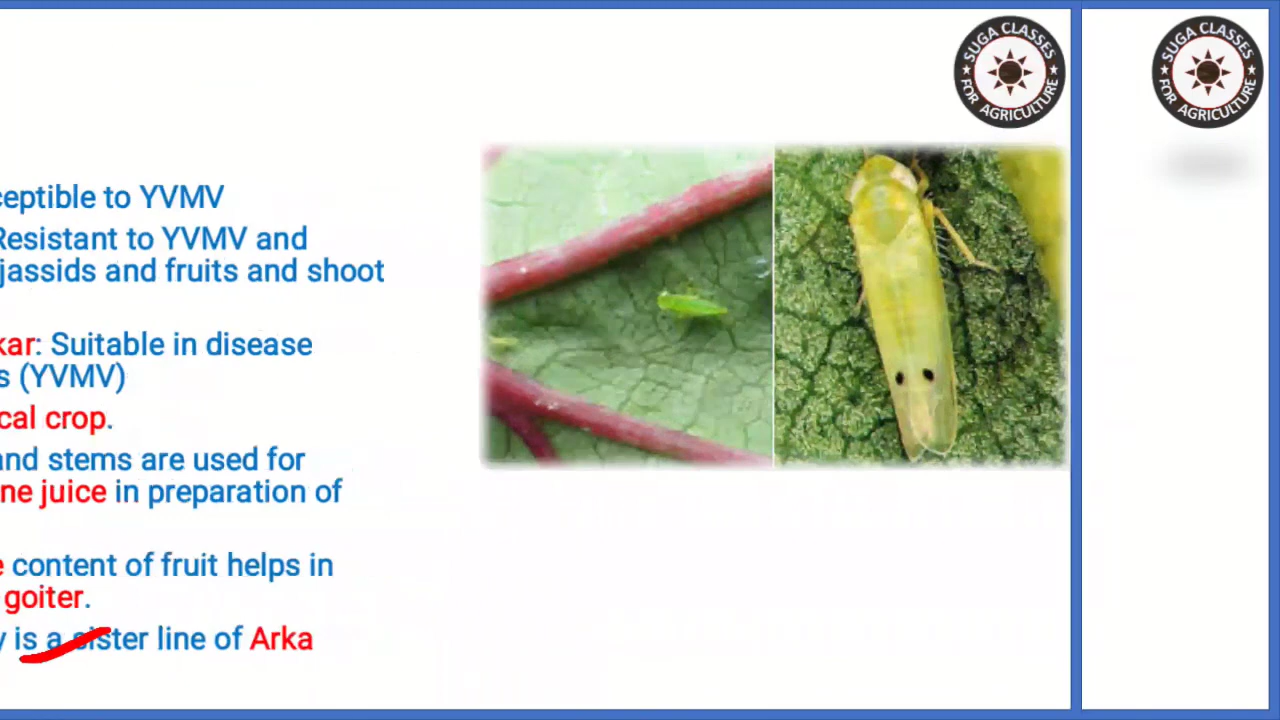 ceptible to YVMV
Resistant to YVMV and
jassids and fruits and shoot
kar: Suitable in disease
s (YVMV)
cal crop.
and stems are used for
ne juice in preparation of
e content of fruit helps in
goiter.
y is a sister line of Arka
SUGA CLASSES
FOR AGRICULTURE
SUGA CLASSES
FOR AGRICULTURE